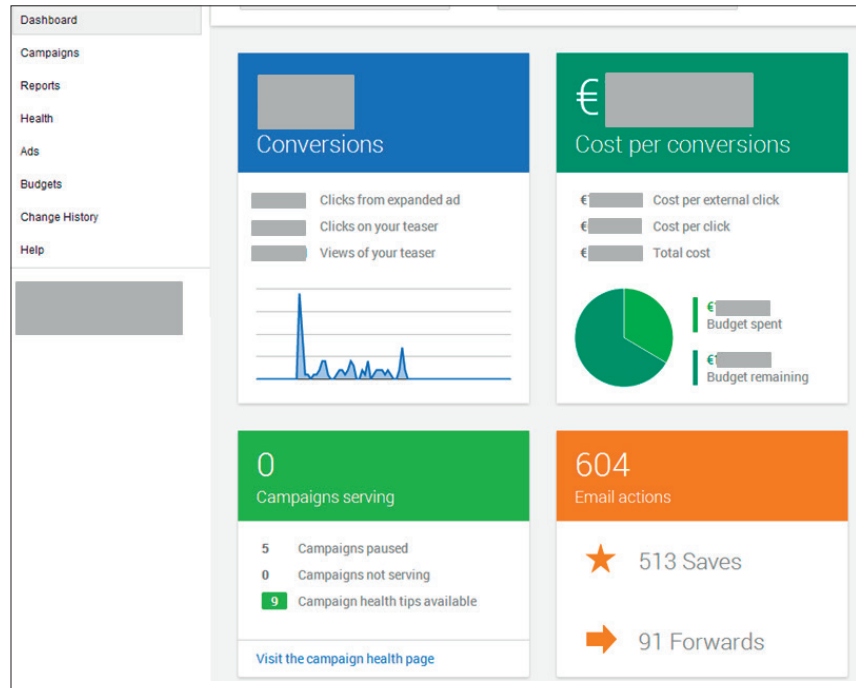 Dashboard
Campaigns
Reports
Health
Ads
Budgets
Change History
Help
Conversions
Clicks from expanded ad
Clicks on your teaser
Views of your teaser
€
Cost per conversions
€ Cost per external click
€ Cost per click
€ Total cost
€
Budget spent
€
Budget remaining
0
Campaigns serving
5 Campaigns paused
0 Campaigns not serving
9 Campaign health tips available
Visit the campaign health page
604
Email actions
513 Saves
91 Forwards